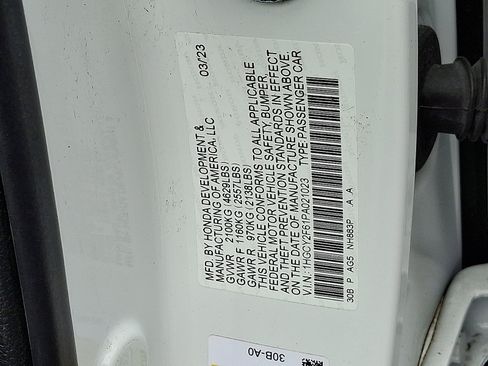 MFD. BY HONDA DEVELOPMENT &
MANUFACTURING OF AMERICA, LLC 03/23
GVWR 2100KG(4629LBS)
GAWR F 1160KG(2557LBS)
GAWR R 970KG(2138LBS)
THIS VEHICLE CONFORMS TO ALL APPLICABLE
FEDERAL MOTOR VEHICLE SAFETY, BUMPER,
AND THEFT PREVENTION STANDARDS IN EFFECT
ON THE DATE OF MANUFACTURE SHOWN ABOVE.
V.I.N.:1HGCY2F61PA021023 TYPE:PASSENGER CAR
30B P AG5 NH883P .A .A
30B-A0